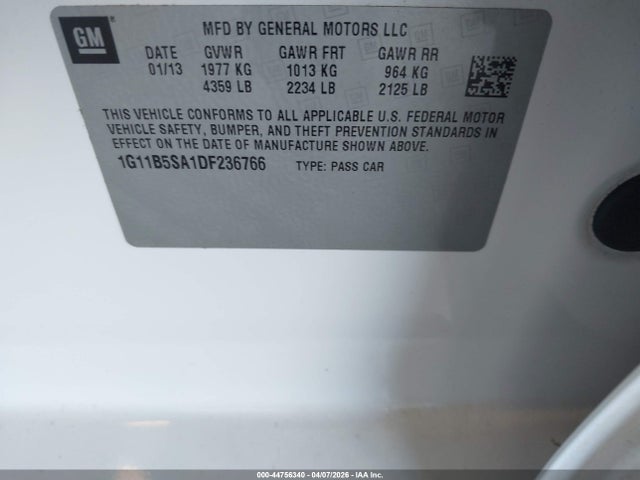 GM
MFD BY GENERAL MOTORS LLC
DATE GVWR GAWR FRT GAWR RR
01/13 1977 KG 1013 KG 964 KG
4359 LB 2234 LB 2125 LB
THIS VEHICLE CONFORMS TO ALL APPLICABLE U.S. FEDERAL MOTOR
VEHICLE SAFETY, BUMPER, AND THEFT PREVENTION STANDARDS IN
EFFECT ON THE DATE OF MANUFACTURE SHOWN ABOVE.
1G11B5SA1DF236766 TYPE: PASS CAR
000-44756340 - 04/07/2026 - IAA Inc.